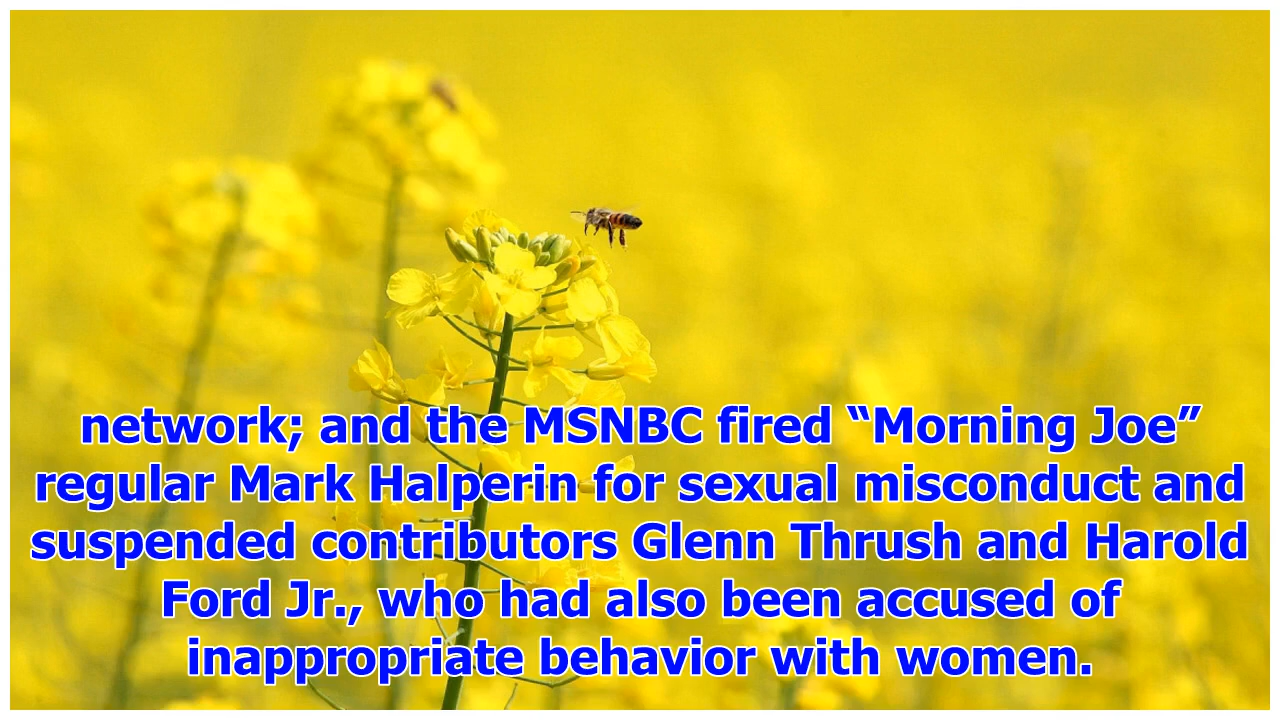 network; and the MSNBC fired “Morning Joe”
regular Mark Halperin for sexual misconduct and
suspended contributors Glenn Thrush and Harold
Ford Jr., who had also been accused of
inappropriate behavior with women.